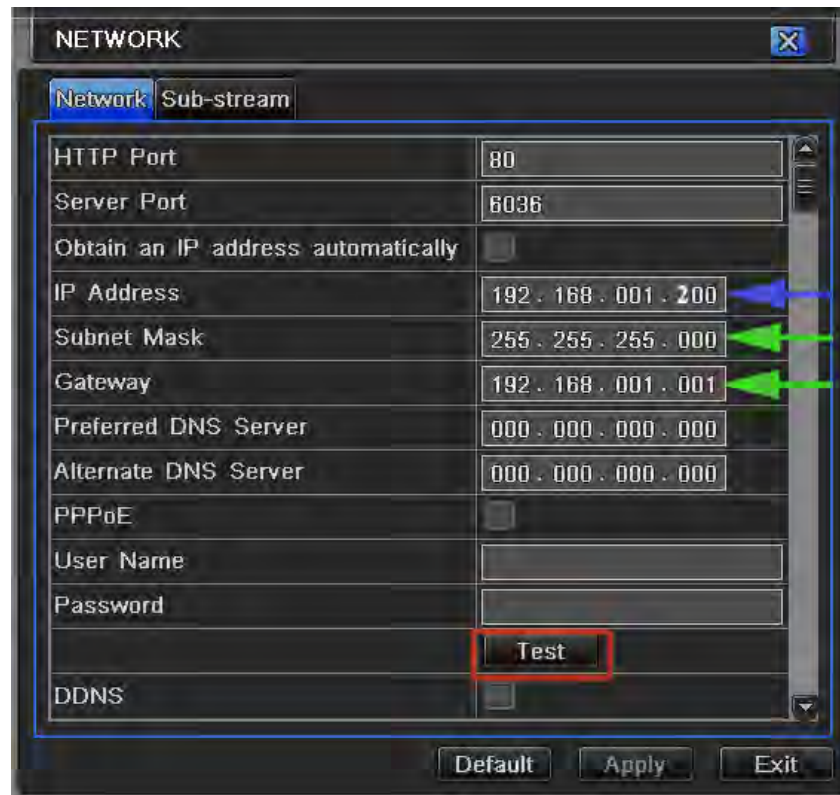 NETWORK
Network Sub-stream
HTTP Port 80
Server Port 6036
Obtain an IP address automatically
IP Address 192 . 168 . 001 . 200
Subnet Mask 255 . 255 . 255 . 000
Gateway 192 . 168 . 001 . 001
Preferred DNS Server 000 . 000 . 000 . 000
Alternate DNS Server 000 . 000 . 000 . 000
PPPoE
User Name
Password
Test
DDNS
Default Apply Exit